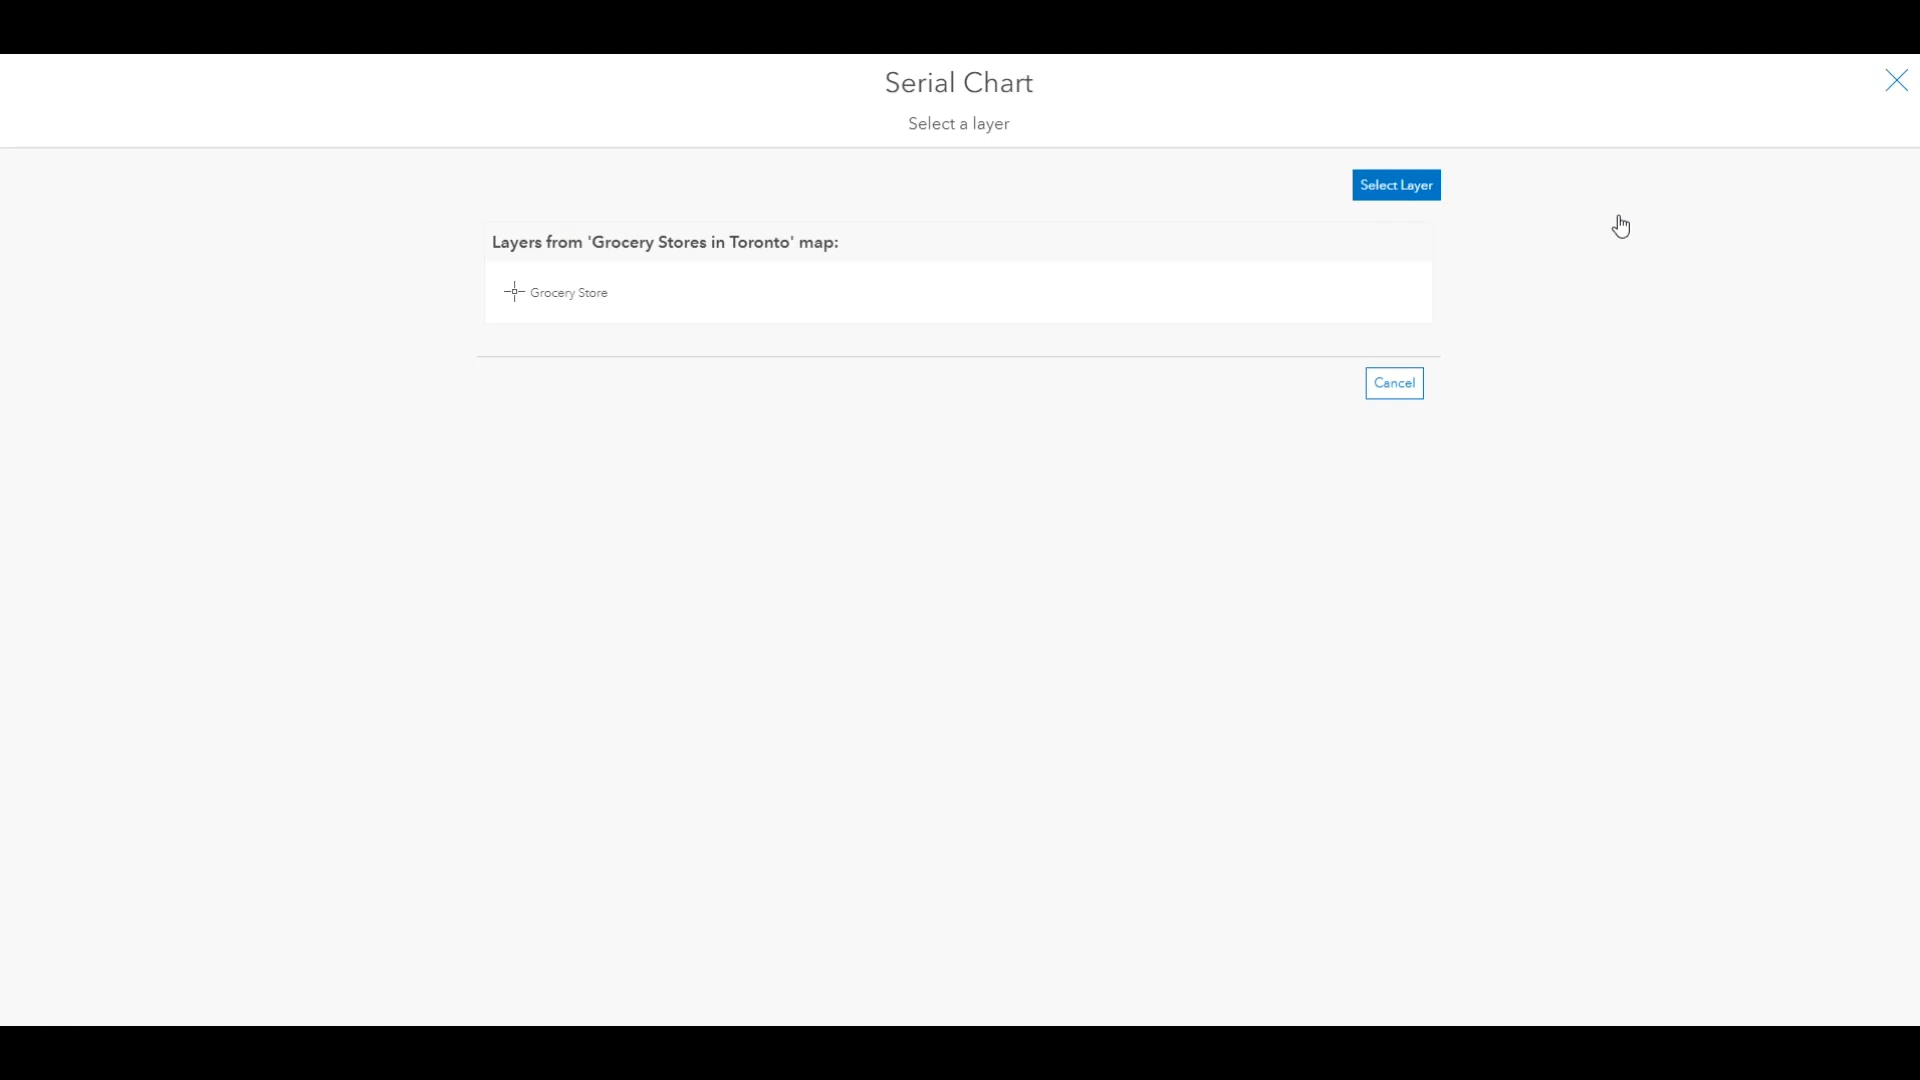 Serial Chart
Select a layer
Select Layer
Layers from 'Grocery Stores in Toronto' map:
Grocery Store
Cancel